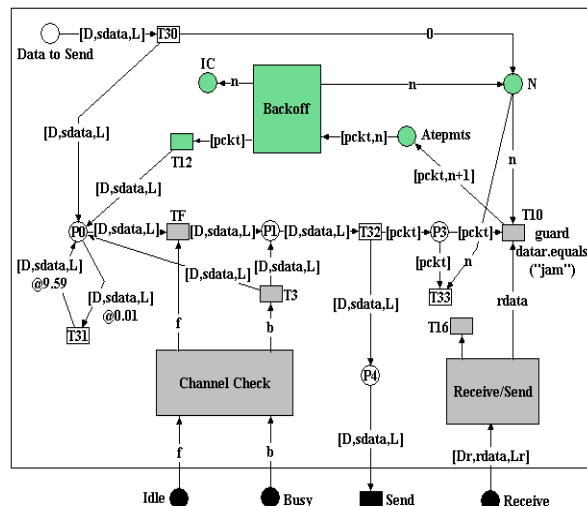 [D,sdata,L]
T30
0
Data to Send
IC
n
Backoff
n
N
[D,sdata,L]
[pckt]
[pckt,n]
Atepmts
n
T12
[D,sdata,L]
[pckt,n+1]
T10
P0
[D,sdata,L]
TF
[D,sdata,L]
P1
[D,sdata,L]
T32
[pckt]
P3
[pckt]
guard
datar.equals
("jam")
[D,sdata,L]
@9.59
[D,sdata,L]
@0.01
[D,sdata,L]
[D,sdata,L]
T3
[pckt]
n
T33
rdata
T31
f
b
[D,sdata,L]
T16
Channel Check
P4
Receive/Send
f
b
[D,sdata,L]
[Dr,rdata,Lr]
Idle
Busy
Send
Receive